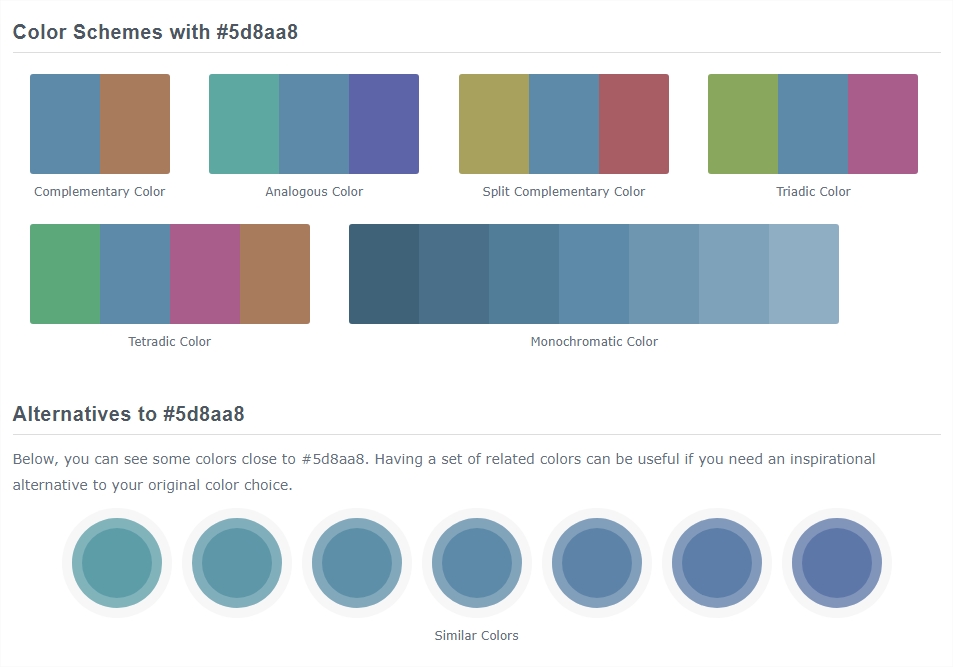 Color Schemes with #5d8aa8
Complementary Color
Analogous Color
Split Complementary Color
Triadic Color
Tetradic Color
Monochromatic Color
Alternatives to #5d8aa8
Below, you can see some colors close to #5d8aa8. Having a set of related colors can be useful if you need an inspirational
alternative to your original color choice.
Similar Colors